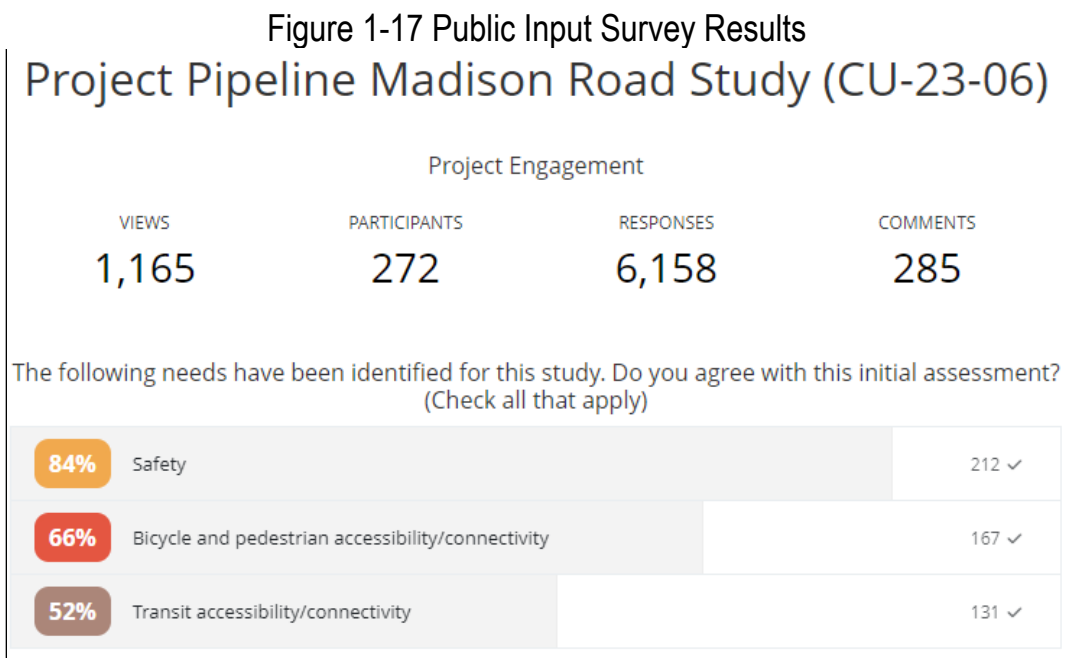 Figure 1-17 Public Input Survey Results
Project Pipeline Madison Road Study (CU-23-06)
Project Engagement
VIEWS PARTICIPANTS RESPONSES COMMENTS
1,165 272 6,158 285
The following needs have been identified for this study. Do you agree with this initial assessment?
(Check all that apply)
84% Safety 212 ✓
66% Bicycle and pedestrian accessibility/connectivity 167 ✓
52% Transit accessibility/connectivity 131 ✓